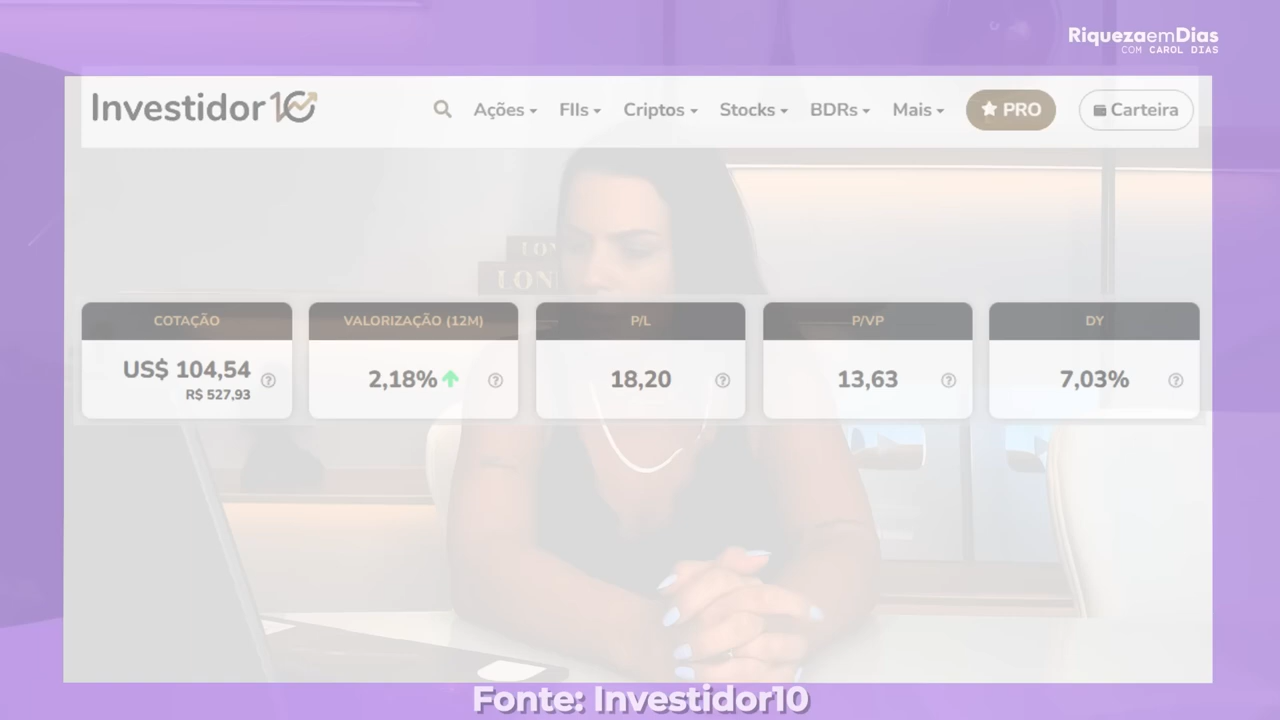 RiquezaemDias
COM CAROL DIAS
Investidor10
Ações FIIs Criptos Stocks BDRs Mais PRO Carteira
LON
COTAÇÃO VALORIZAÇÃO (12M) P/L P/VP DY
US$ 104,54 2,18% 18,20 13,63 7,03%
R$ 527,93
Fonte: Investidor10